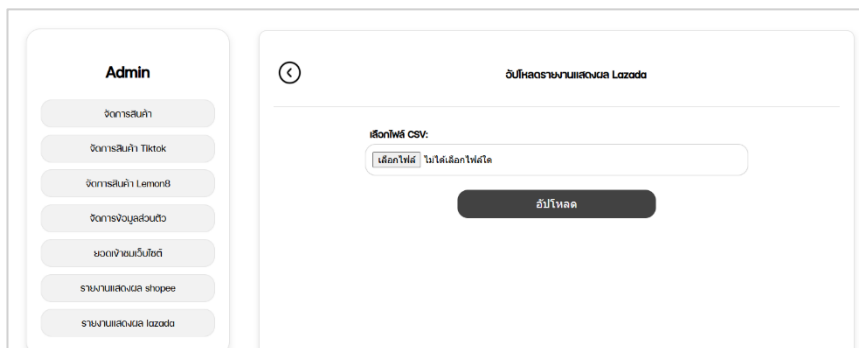 Admin
จัดการสินค้า
จัดการสินค้า Tiktok
จัดการสินค้า Lemon8
จัดการข้อมูลส่วนตัว
ยอดเข้าชมเว็บไซต์
รายงานแสดงผล shopee
รายงานแสดงผล lazada
อัปโหลดรายงานแสดงผล Lazada
เลือกไฟล์ CSV:
เลือกไฟล์ ไม่ได้เลือกไฟล์ใด
อัปโหลด